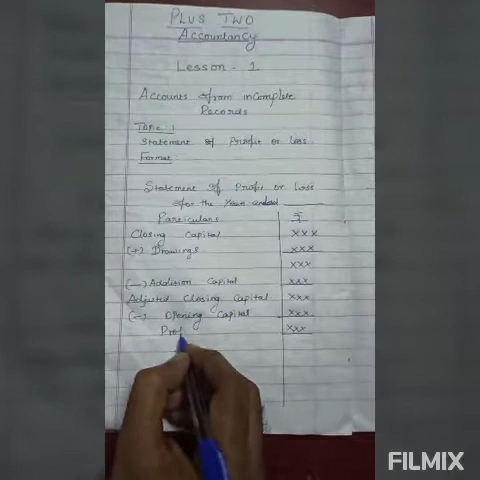 PLUS TWO
Accountancy
Lesson - 1
Accounts from inComplete
Records
Topic 1
Statement of Profit or Loss
Format
Statement of Profit or Loss
for the Year ended
Pariculars ₹
Closing Capital xxx
(+) Drawings xxx
xxx
(-) Addition Capital xxx
Adjusted Closing Capital xxx
(-) Opening Capital xxx
Prof xxx
FILMIX